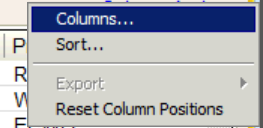 Columns...
P
Sort...
R
Export
W
Reset Column Positions